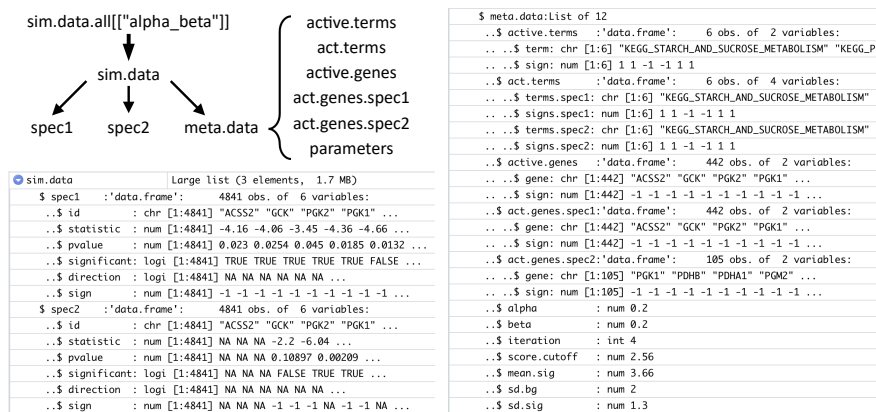 sim.data.all[["alpha_beta"]]
sim.data
spec1 spec2 meta.data
active.terms
act.terms
active.genes
act.genes.spec1
act.genes.spec2
parameters
sim.data Large list (3 elements, 1.7 MB)
$ spec1 :'data.frame': 4841 obs. of 6 variables:
..$ id : chr [1:4841] "ACSS2" "GCK" "PGK2" "PGK1" ...
..$ statistic : num [1:4841] -4.16 -4.06 -3.45 -4.36 -4.66 ...
..$ pvalue : num [1:4841] 0.023 0.0254 0.045 0.0185 0.0132 ...
..$ significant: logi [1:4841] TRUE TRUE TRUE TRUE TRUE FALSE ...
..$ direction : logi [1:4841] NA NA NA NA NA NA ...
..$ sign : num [1:4841] -1 -1 -1 -1 -1 -1 -1 -1 -1 -1 ...
$ spec2 :'data.frame': 4841 obs. of 6 variables:
..$ id : chr [1:4841] "ACSS2" "GCK" "PGK2" "PGK1" ...
..$ statistic : num [1:4841] NA NA NA -2.2 -6.04 ...
..$ pvalue : num [1:4841] NA NA NA 0.10897 0.00209 ...
..$ significant: logi [1:4841] NA NA NA FALSE TRUE TRUE ...
..$ direction : logi [1:4841] NA NA NA NA NA NA ...
..$ sign : num [1:4841] NA NA NA -1 -1 -1 NA -1 -1 NA ...
$ meta.data:List of 12
..$ active.terms :'data.frame': 6 obs. of 2 variables:
.. ..$ term: chr [1:6] "KEGG_STARCH_AND_SUCROSE_METABOLISM" "KEGG_P
.. ..$ sign: num [1:6] 1 1 -1 -1 1 1
..$ act.terms :'data.frame': 6 obs. of 4 variables:
.. ..$ terms.spec1: chr [1:6] "KEGG_STARCH_AND_SUCROSE_METABOLISM"
.. ..$ signs.spec1: num [1:6] 1 1 -1 -1 1 1
.. ..$ terms.spec2: chr [1:6] "KEGG_STARCH_AND_SUCROSE_METABOLISM"
.. ..$ signs.spec2: num [1:6] 1 1 -1 -1 1 1
..$ active.genes :'data.frame': 442 obs. of 2 variables:
.. ..$ gene: chr [1:442] "ACSS2" "GCK" "PGK2" "PGK1" ...
.. ..$ sign: num [1:442] -1 -1 -1 -1 -1 -1 -1 -1 -1 -1 ...
..$ act.genes.spec1:'data.frame': 442 obs. of 2 variables:
.. ..$ gene: chr [1:442] "ACSS2" "GCK" "PGK2" "PGK1" ...
.. ..$ sign: num [1:442] -1 -1 -1 -1 -1 -1 -1 -1 -1 -1 ...
..$ act.genes.spec2:'data.frame': 105 obs. of 2 variables:
.. ..$ gene: chr [1:105] "PGK1" "PDHB" "PDHA1" "PGM2" ...
.. ..$ sign: num [1:105] -1 -1 -1 -1 -1 -1 -1 -1 -1 -1 ...
..$ alpha : num 0.2
..$ beta : num 0.2
..$ iteration : int 4
..$ score.cutoff : num 2.56
..$ mean.sig : num 3.66
..$ sd.bg : num 2
..$ sd.sig : num 1.3